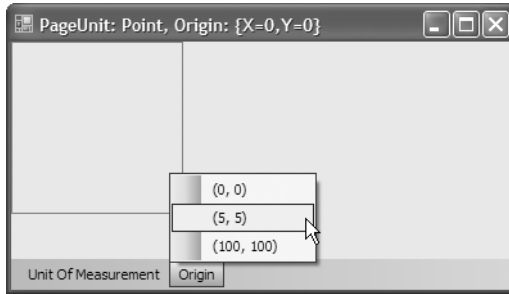 PageUnit: Point, Origin: {X=0,Y=0}
(0, 0)
(5, 5)
(100, 100)
Unit Of Measurement Origin